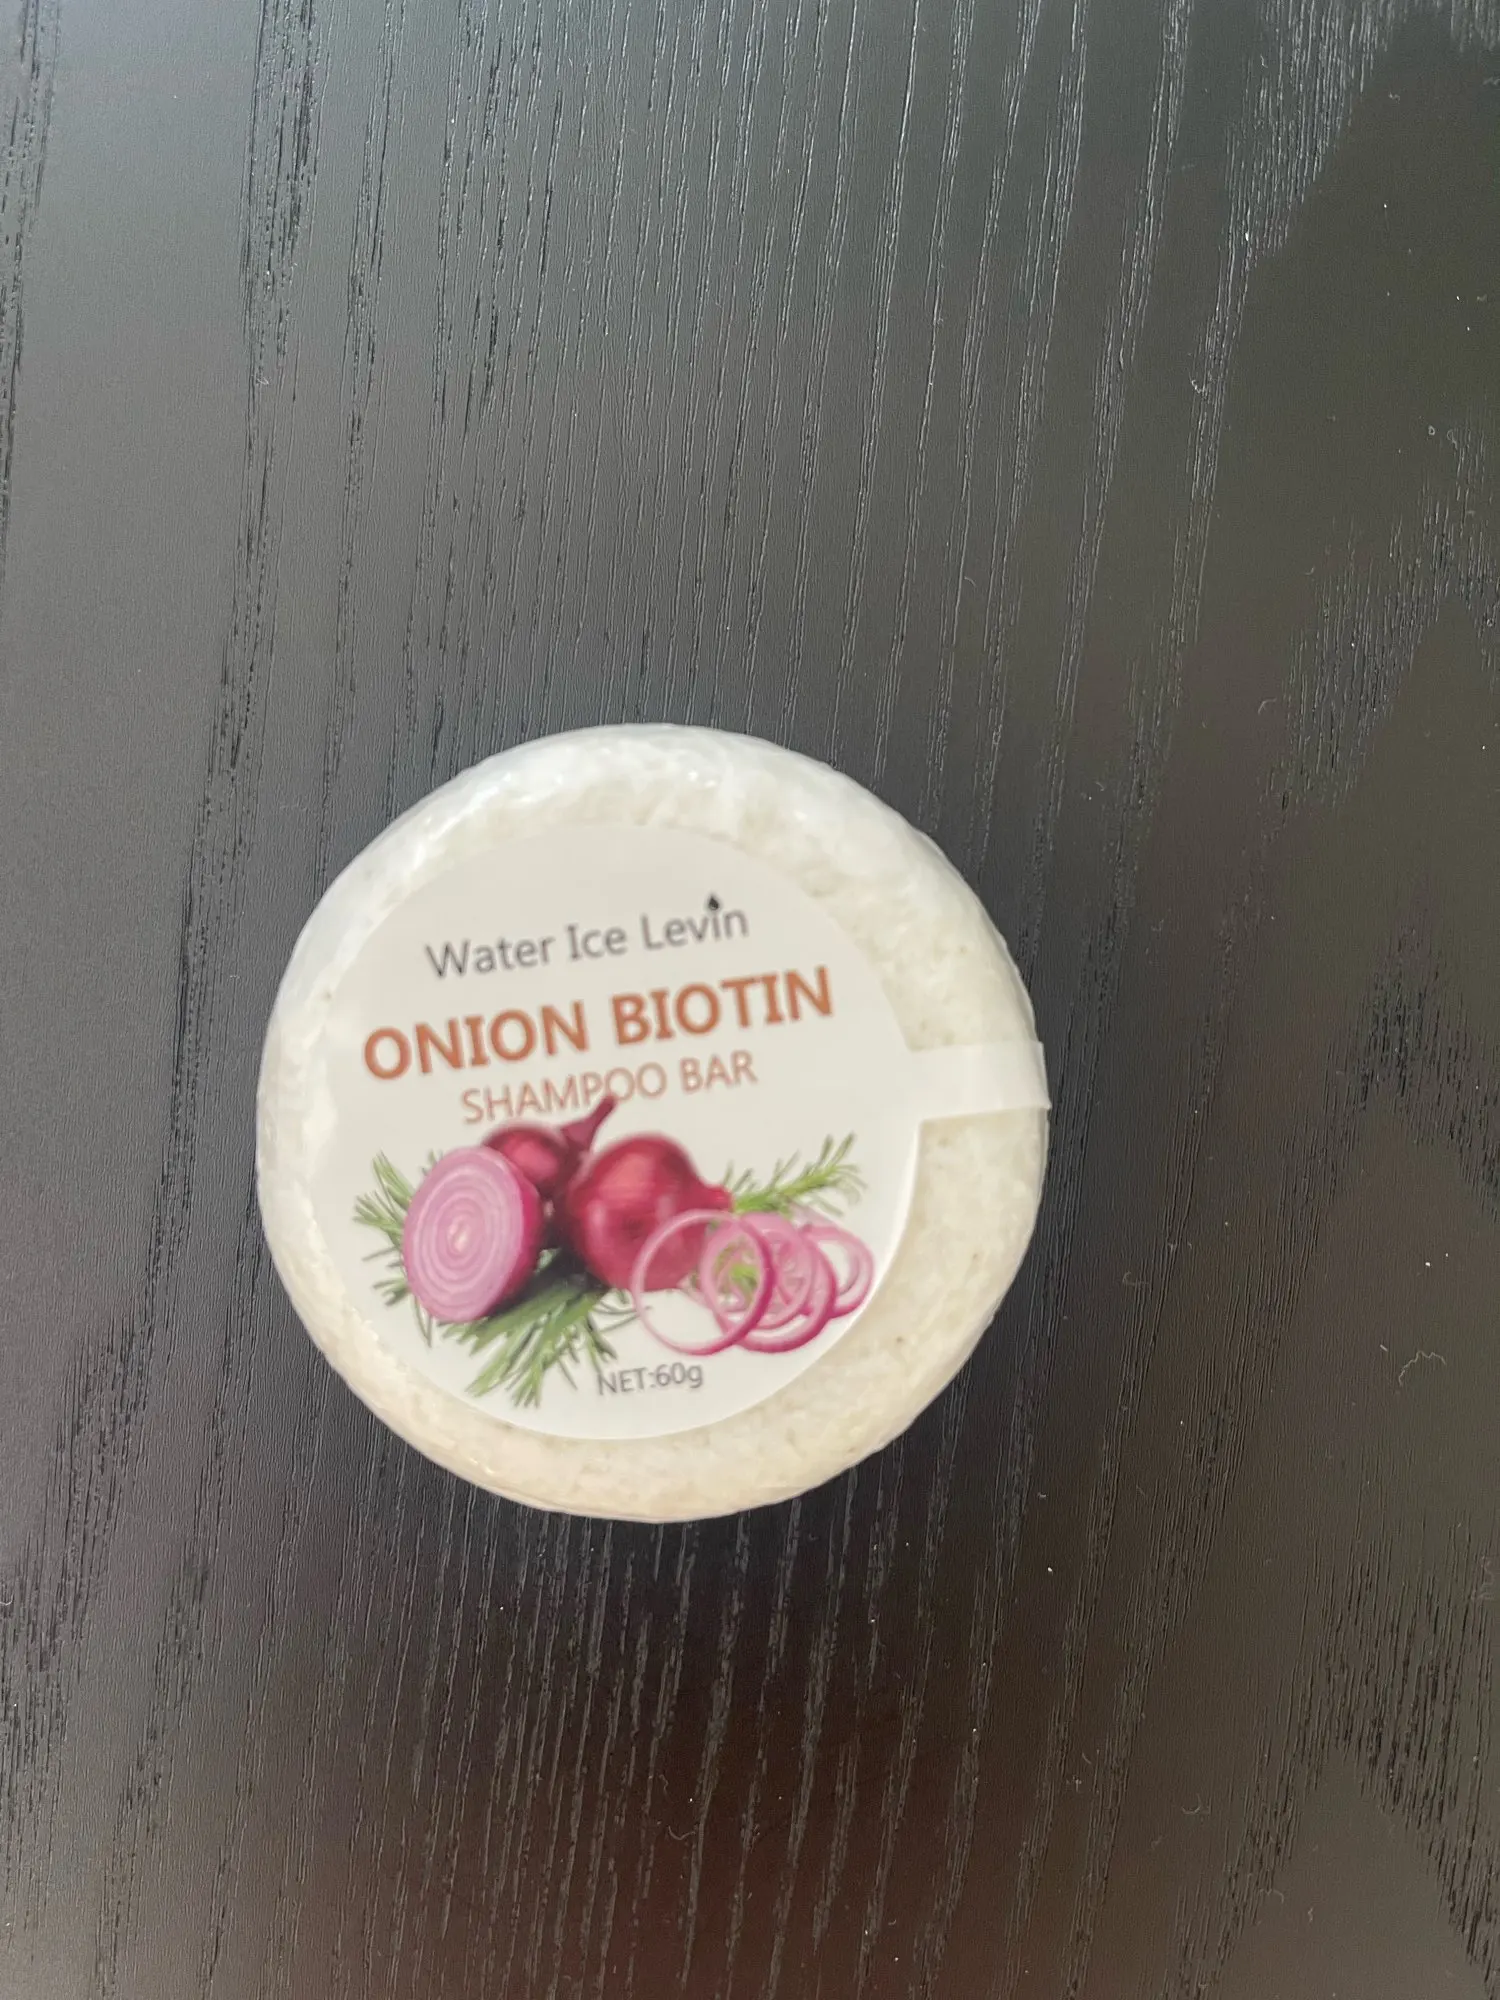 Water Ice Levin
ONION BIOTIN
SHAMPOO BAR
NET:60g